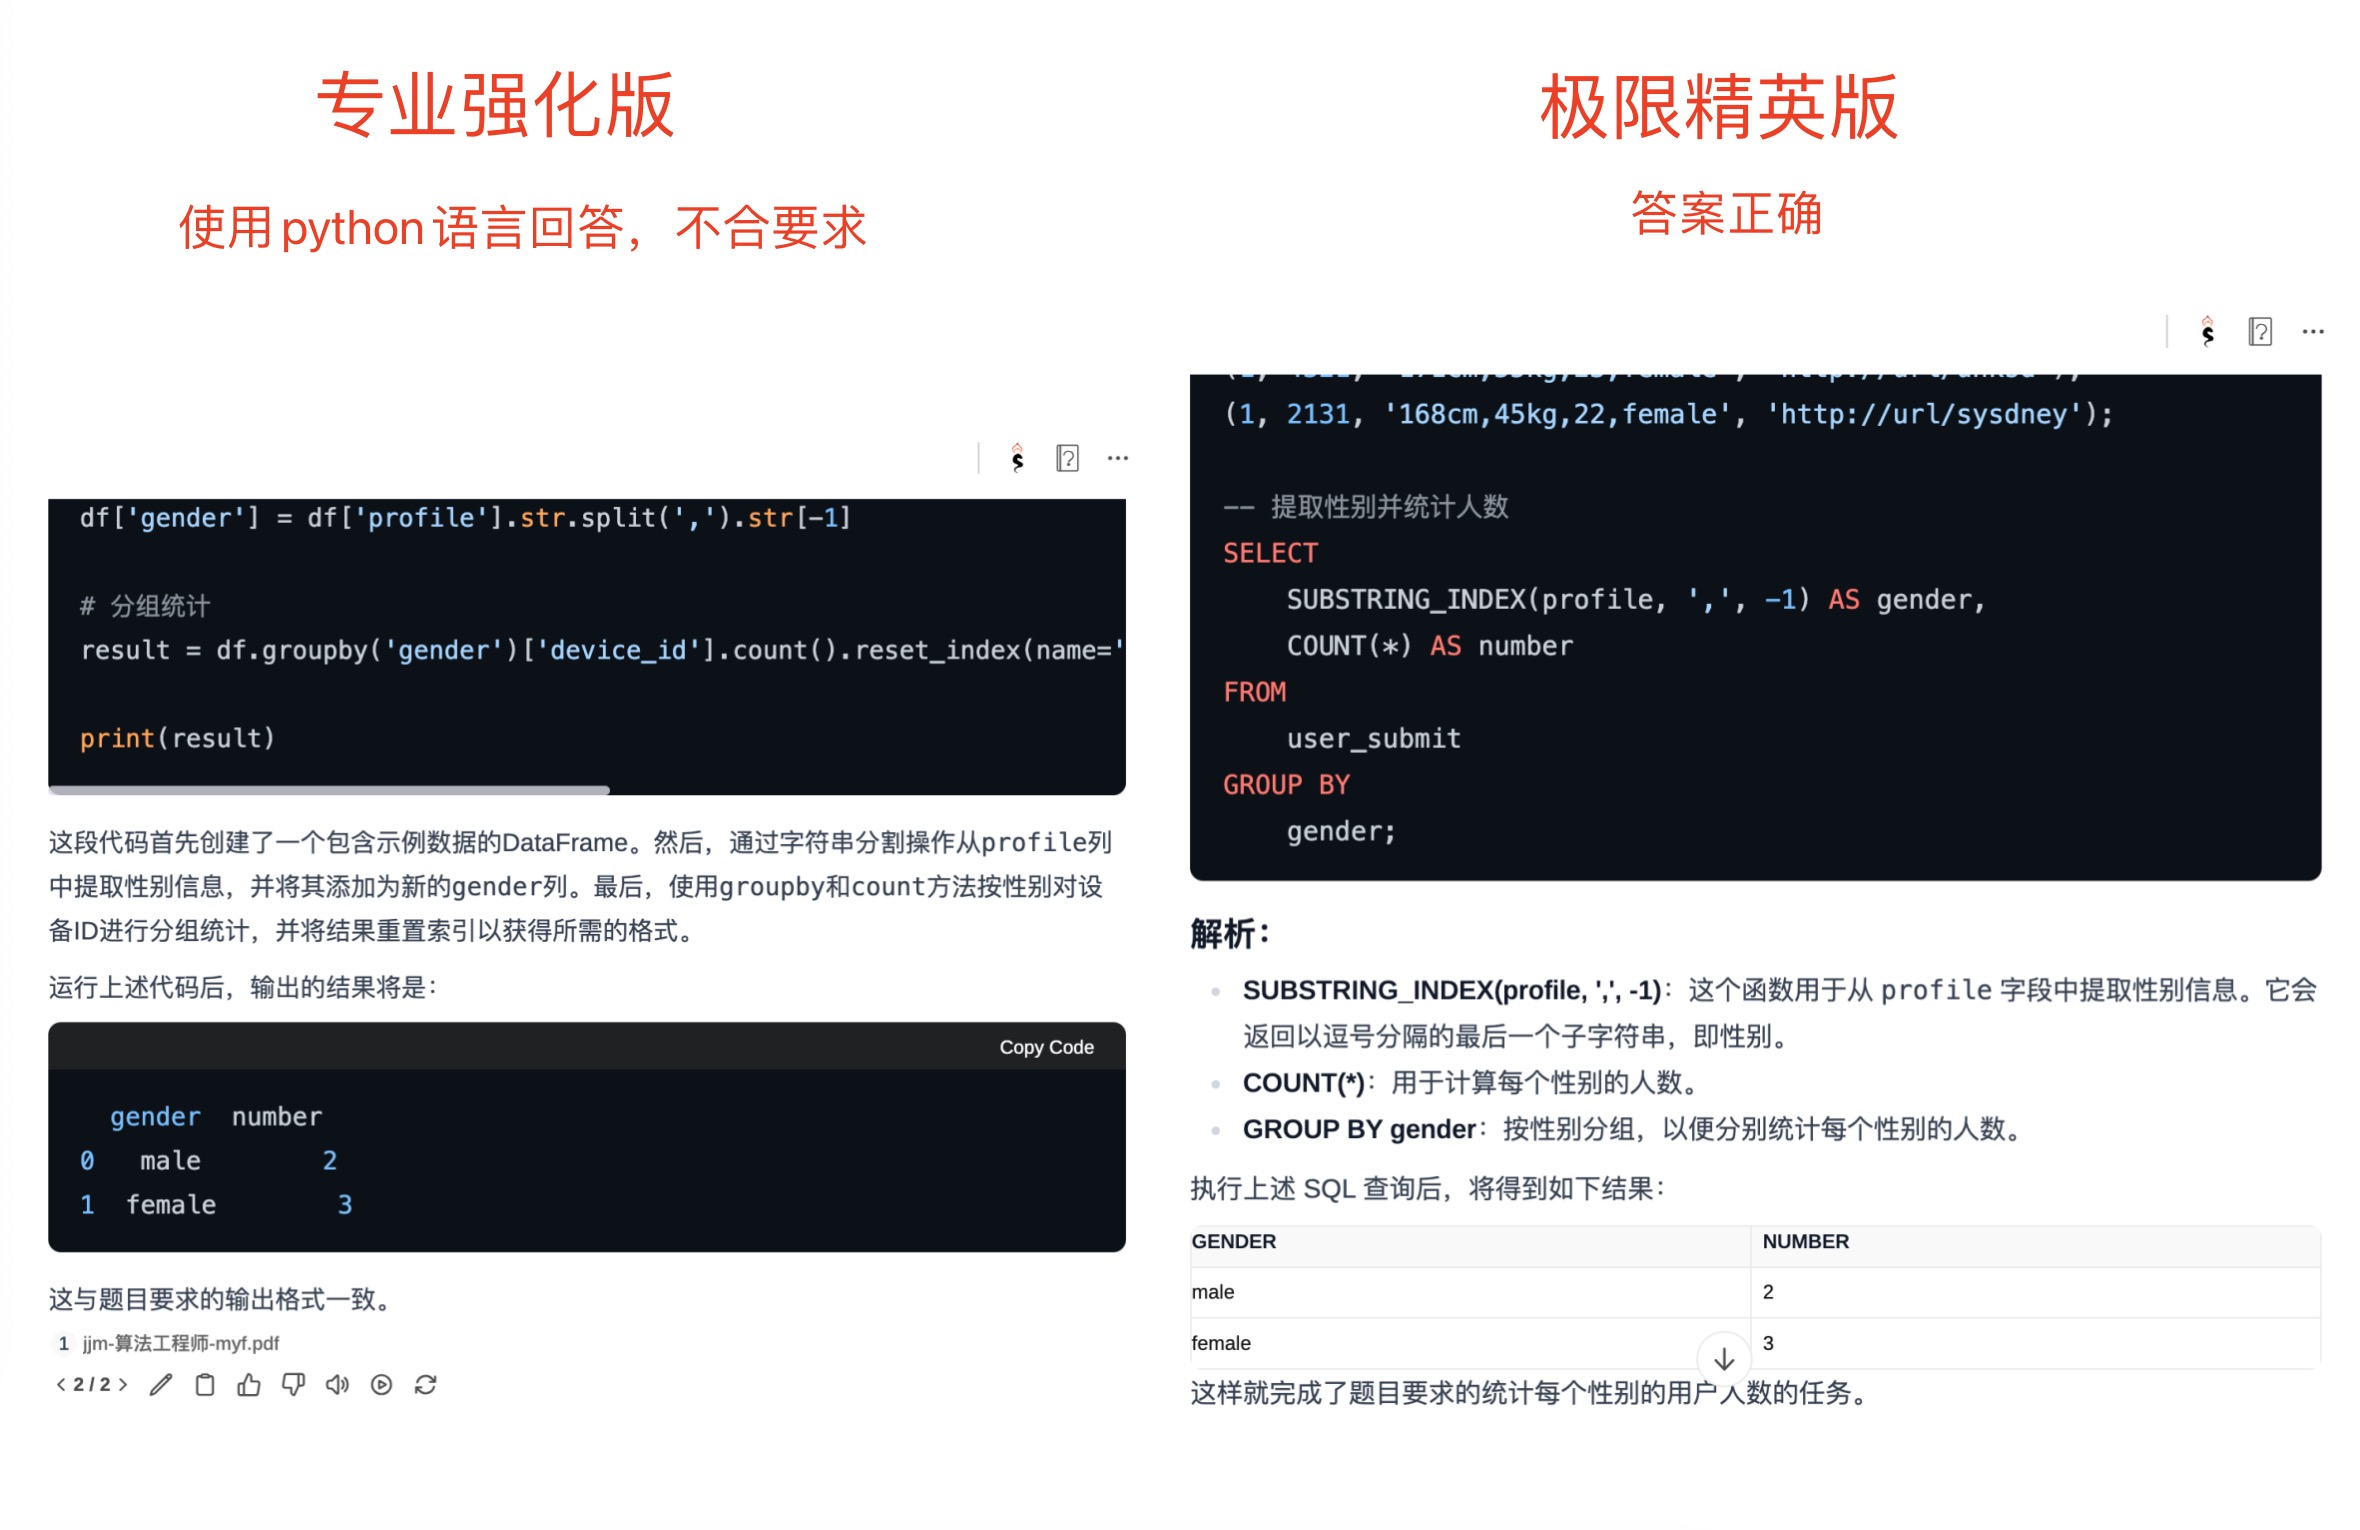 专业强化版
使用python语言回答，不合要求
df['gender'] = df['profile'].str.split(',').str[-1]
# 分组统计
result = df.groupby('gender')['device_id'].count().reset_index(name='
print(result)
这段代码首先创建了一个包含示例数据的DataFrame。然后，通过字符串分割操作从profile列
中提取性别信息，并将其添加为新的gender列。最后，使用groupby和count方法按性别对设
备ID进行分组统计，并将结果重置索引以获得所需的格式。
运行上述代码后，输出的结果将是：
Copy Code
gender number
0 male 2
1 female 3
这与题目要求的输出格式一致。
1 jjm-算法工程师-myf.pdf
< 2 / 2 >
极限精英版
答案正确
(1, 2131, '168cm,45kg,22,female', 'http://url/sysdney');
-- 提取性别并统计人数
SELECT
SUBSTRING_INDEX(profile, ',', -1) AS gender,
COUNT(*) AS number
FROM
user_submit
GROUP BY
gender;
解析：
SUBSTRING_INDEX(profile, ',', -1)：这个函数用于从 profile 字段中提取性别信息。它会
返回以逗号分隔的最后一个子字符串，即性别。
COUNT(*)：用于计算每个性别的人数。
GROUP BY gender：按性别分组，以便分别统计每个性别的人数。
执行上述 SQL 查询后，将得到如下结果：
GENDER NUMBER
male 2
female 3
这样就完成了题目要求的统计每个性别的用户人数的任务。